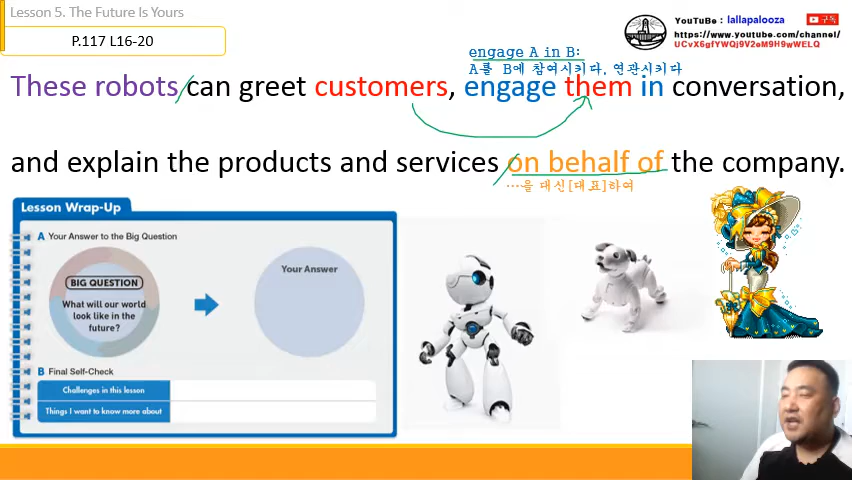 Lesson 5. The Future Is Yours
P.117 L16-20
YouTuBe : lallapalooza
구독
https://www.youtube.com/channel/
UCvX6gfYWQj9V2eM9H9wWELQ
engage A in B:
A를 B에 참여시키다, 연관시키다
These robots can greet customers, engage them in conversation,
and explain the products and services on behalf of the company.
…을 대신[대표]하여
Lesson Wrap-Up
A Your Answer to the Big Question
BIG QUESTION
What will our world
look like in the
future?
Your Answer
B Final Self-Check
Challenges in this lesson
Things I want to know more about